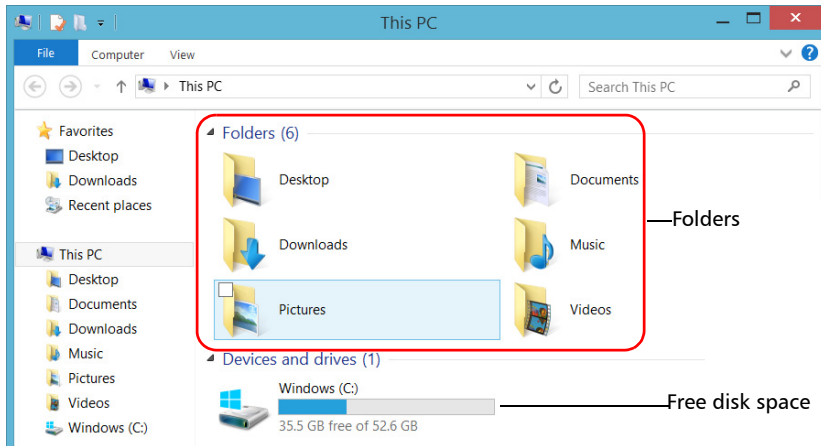 This PC
File Computer View
This PC
Search This PC
Favorites
Desktop
Downloads
Recent places
This PC
Desktop
Documents
Downloads
Music
Pictures
Videos
Windows (C:)
Folders (6)
Desktop
Documents
Downloads
Music
Pictures
Videos
Folders
Devices and drives (1)
Windows (C:)
35.5 GB free of 52.6 GB
Free disk space